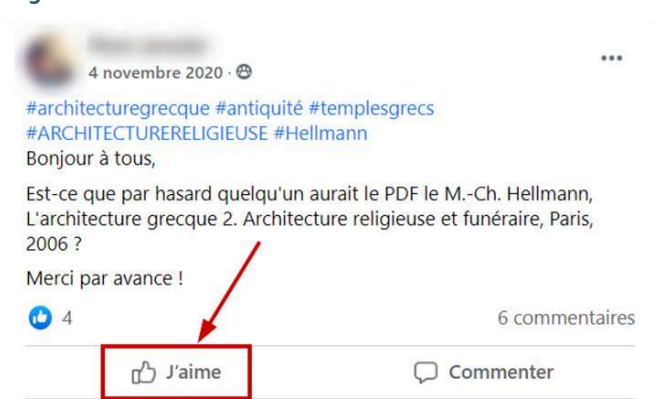 4 novembre 2020 ·
#architecturegrecque #antiquité #templesgrecs
#ARCHITECTURERELIGIEUSE #Hellmann
Bonjour à tous,
Est-ce que par hasard quelqu'un aurait le PDF le M.-Ch. Hellmann,
L'architecture grecque 2. Architecture religieuse et funéraire, Paris,
2006 ?
Merci par avance !
4 6 commentaires
J'aime Commenter